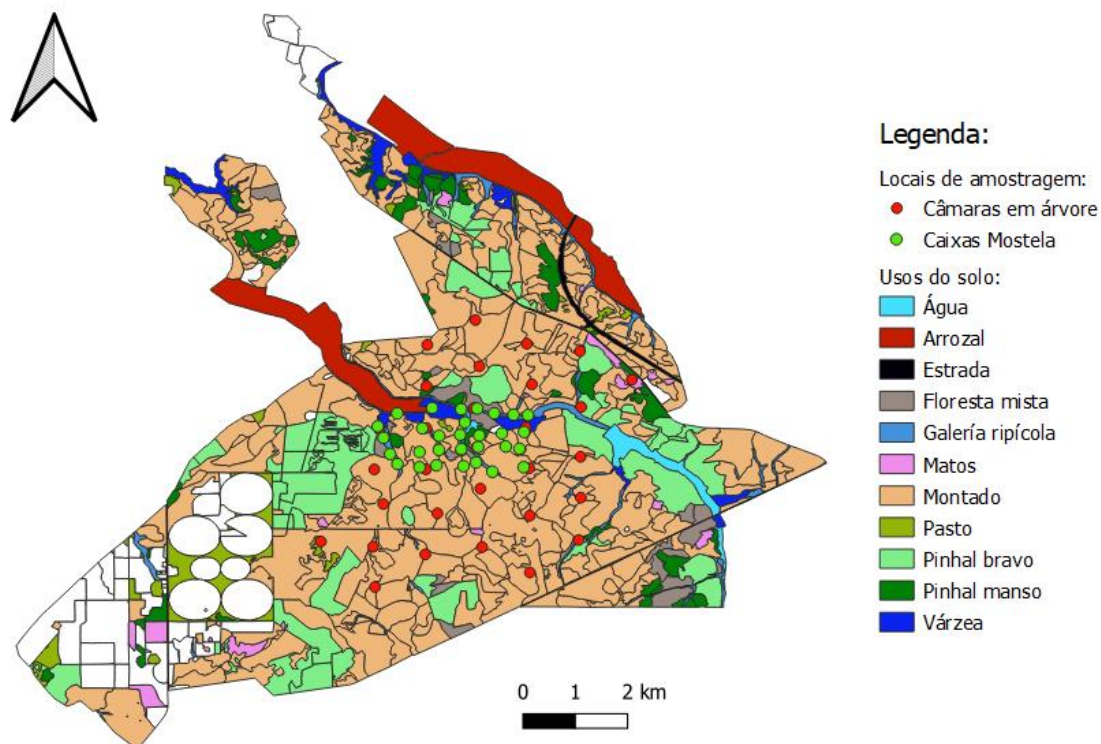 Legenda:
Locais de amostragem:
Câmaras em árvore
Caixas Mostela
Usos do solo:
Água
Arrozal
Estrada
Floresta mista
Galería ripícola
Matos
Montado
Pasto
Pinhal bravo
Pinhal manso
Várzea
0 1 2 km